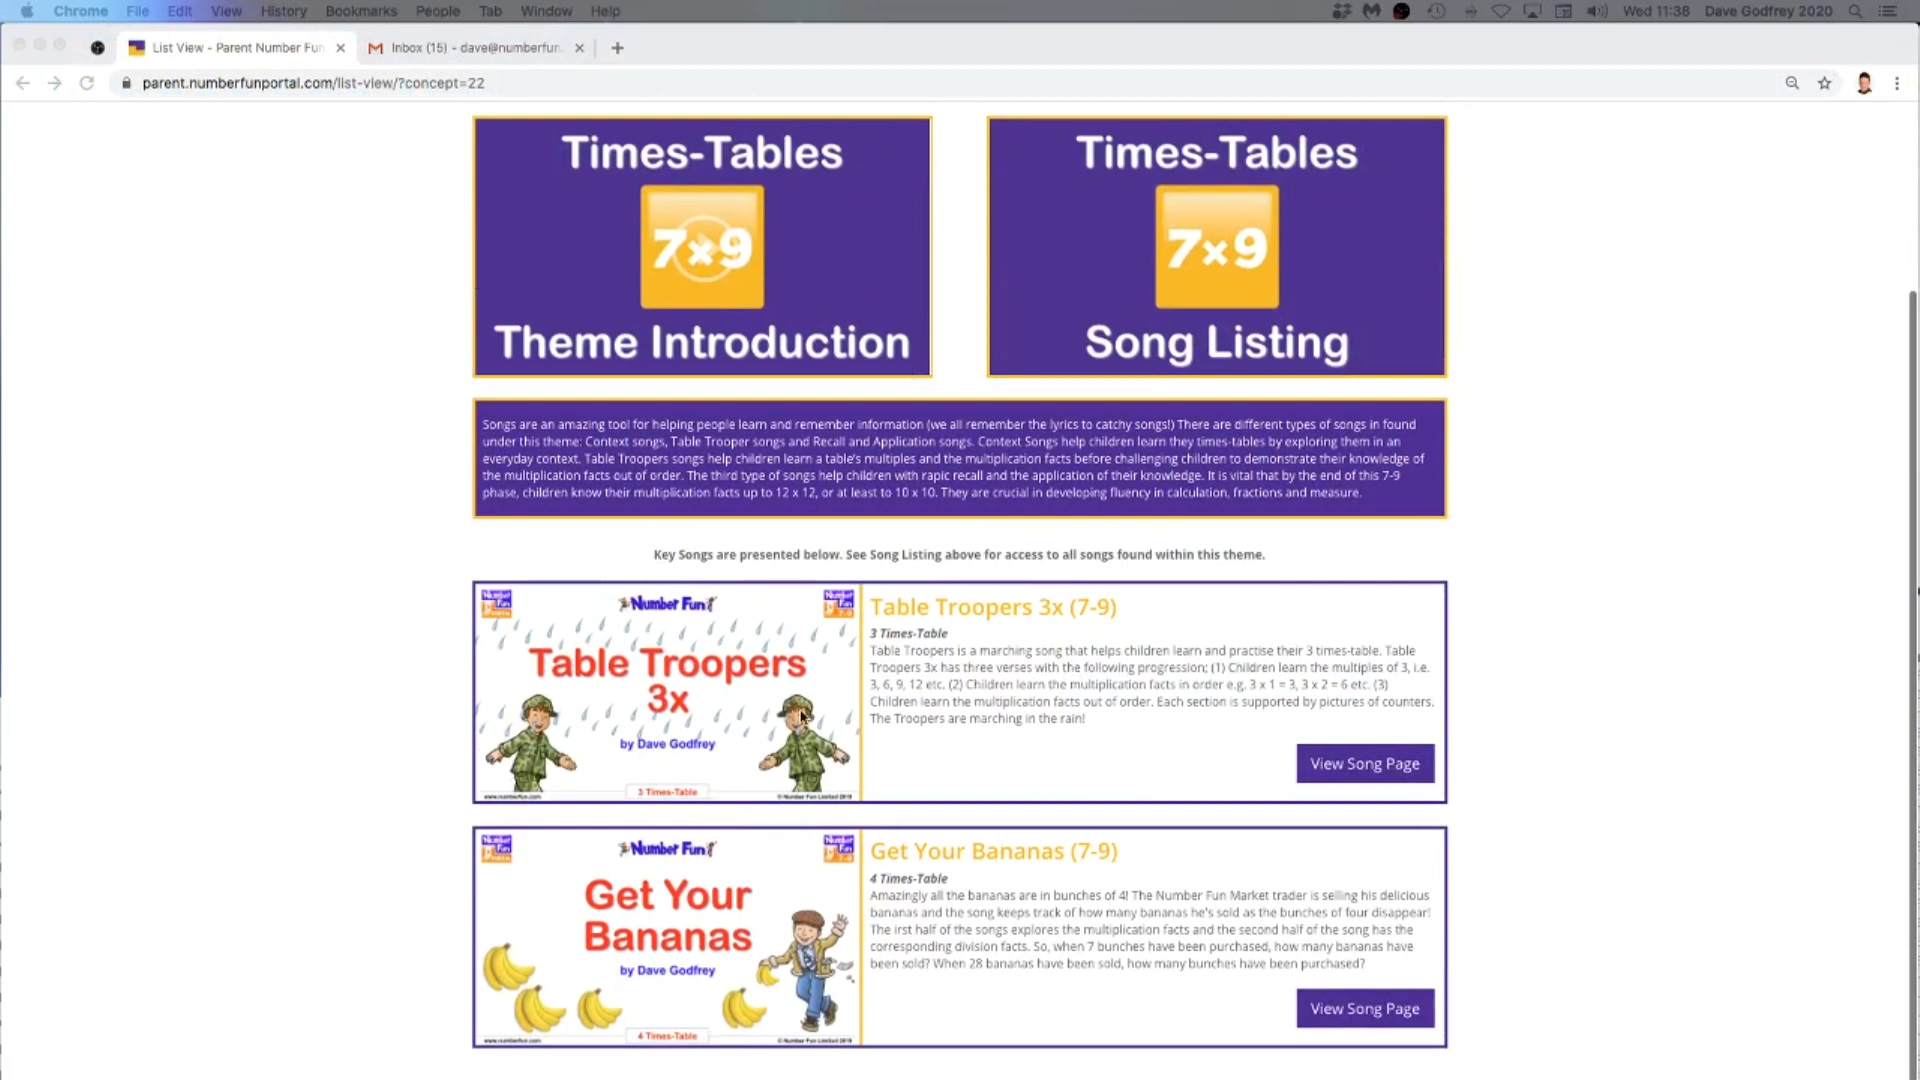 Chrome File Edit View History Bookmarks People Tab Window Help Wed 11:38 Dave Godfrey 2020
List View - Parent Number Fun Inbox (15) - dave@numberfun.
parent.numberfunportal.com/list-view/?concept=22
Times-Tables
7×9
Theme Introduction
Times-Tables
7×9
Song Listing
Songs are an amazing tool for helping people learn and remember information (we all remember the lyrics to catchy songs!) There are different types of songs in found
under this theme: Context songs, Table Trooper songs and Recall and Application songs. Context Songs help children learn they times-tables by exploring them in an
everyday context. Table Troopers songs help children learn a table's multiples and the multiplication facts before challenging children to demonstrate their knowledge of
the multiplication facts out of order. The third type of songs help children with rapic recall and the application of their knowledge. It is vital that by the end of this 7-9
phase, children know their multiplication facts up to 12 x 12, or at least to 10 x 10. They are crucial in developing fluency in calculation, fractions and measure.
Key Songs are presented below. See Song Listing above for access to all songs found within this theme.
Number Fun
Table Troopers
3x
by Dave Godfrey
3 Times-Table
www.numberfun.com
© Number Fun Limited 2019
Table Troopers 3x (7-9)
3 Times-Table
Table Troopers is a marching song that helps children learn and practise their 3 times-table. Table
Troopers 3x has three verses with the following progression; (1) Children learn the multiples of 3, i.e.
3, 6, 9, 12 etc. (2) Children learn the multiplication facts in order e.g. 3 x 1 = 3, 3 x 2 = 6 etc. (3)
Children learn the multiplication facts out of order. Each section is supported by pictures of counters.
The Troopers are marching in the rain!
View Song Page
Number Fun
Get Your
Bananas
by Dave Godfrey
4 Times-Table
www.numberfun.com
© Number Fun Limited 2019
Get Your Bananas (7-9)
4 Times-Table
Amazingly all the bananas are in bunches of 4! The Number Fun Market trader is selling his delicious
bananas and the song keeps track of how many bananas he's sold as the bunches of four disappear!
The irst half of the songs explores the multiplication facts and the second half of the song has the
corresponding division facts. So, when 7 bunches have been purchased, how many bananas have
been sold? When 28 bananas have been sold, how many bunches have been purchased?
View Song Page